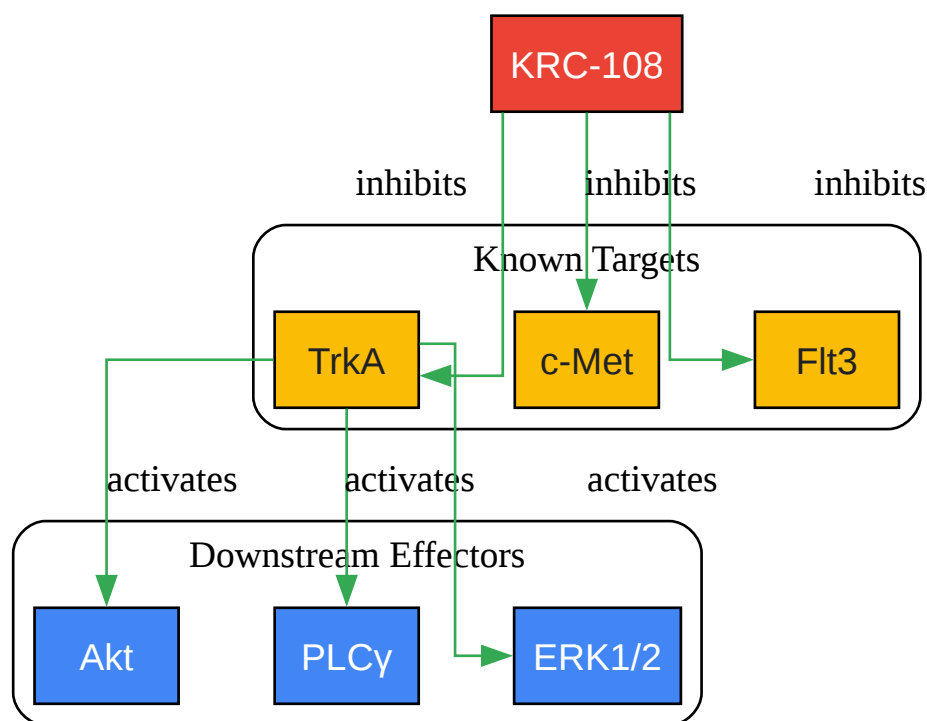 KRC-108
inhibits
inhibits
inhibits
Known Targets
TrkA
c-Met
Flt3
activates
activates
activates
Downstream Effectors
Akt
PLCγ
ERK1/2